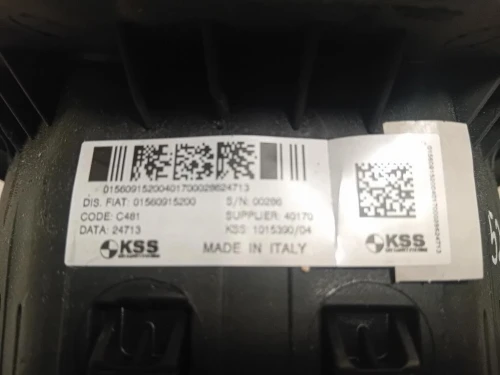 01560915200401700028624713
DIS. FIAT: 01560915200 S/N: 00286
CODE: C481 SUPPLIER: 40170
DATA: 24713 KSS: 1015390/04
KSS MADE IN ITALY
KSS